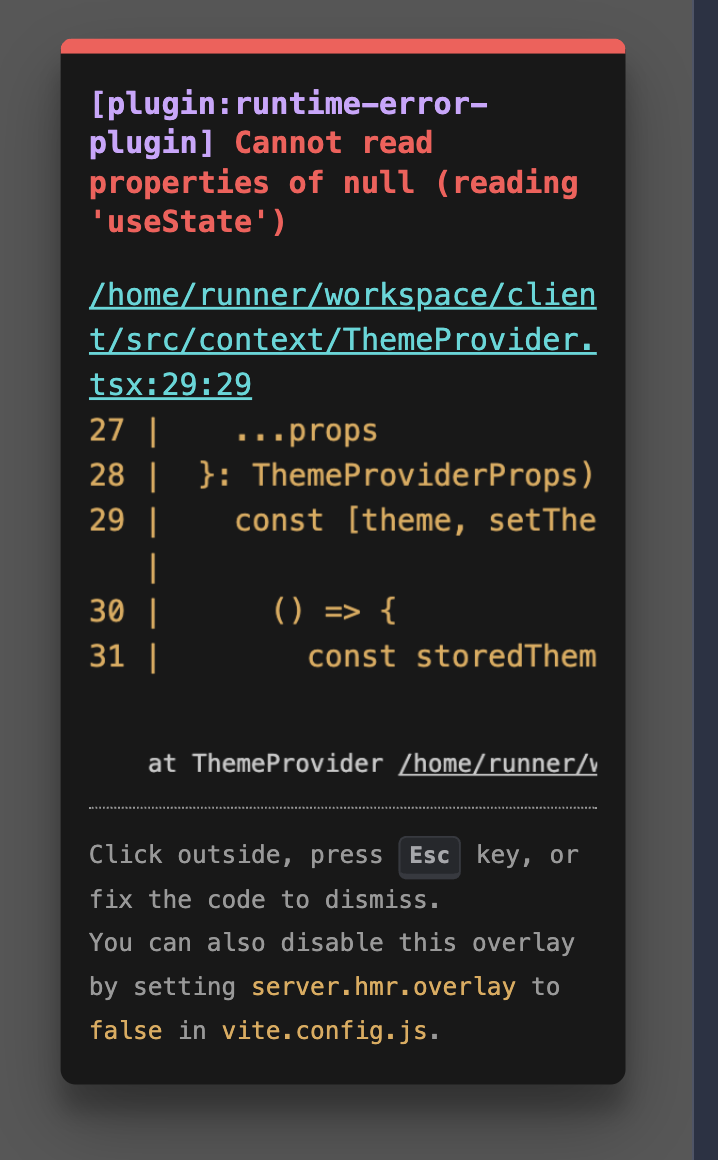 [plugin:runtime-error-
plugin] Cannot read
properties of null (reading
'useState')
/home/runner/workspace/clien
t/src/context/ThemeProvider.
tsx:29:29
27 |    ...props
28 |  }: ThemeProviderProps)
29 |    const [theme, setThe
   |
30 |      () => {
31 |        const storedThem
at ThemeProvider /home/runner/w
Click outside, press Esc key, or
fix the code to dismiss.
You can also disable this overlay
by setting server.hmr.overlay to
false in vite.config.js.